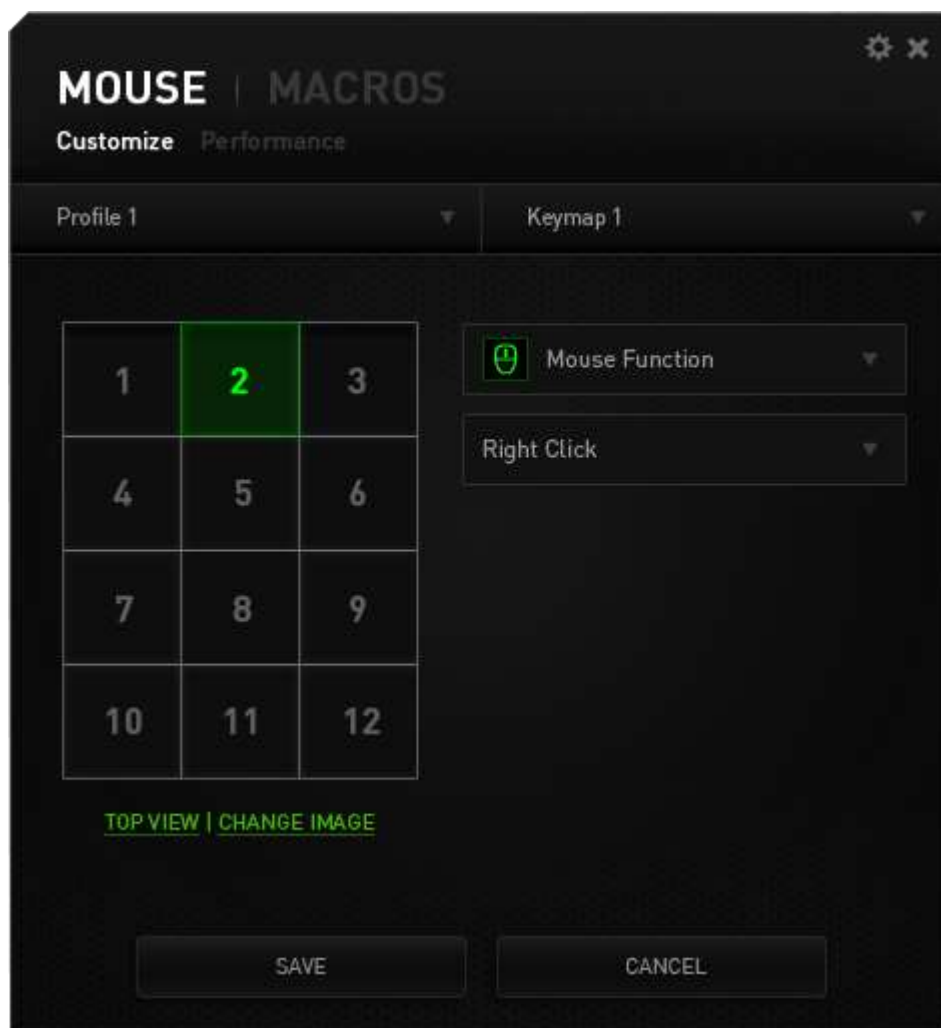 MOUSE | MACROS
Customize Performance
Profile 1 Keymap 1
1 2 3 Mouse Function
Right Click
4 5 6
7 8 9
10 11 12
TOP VIEW | CHANGE IMAGE
SAVE CANCEL